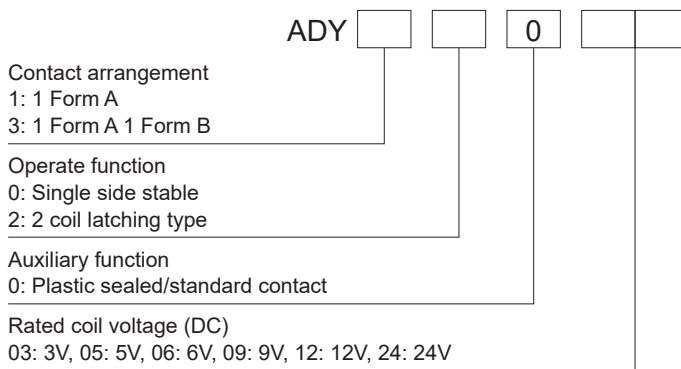 ADY 0
Contact arrangement
1: 1 Form A
3: 1 Form A 1 Form B
Operate function
0: Single side stable
2: 2 coil latching type
Auxiliary function
0: Plastic sealed/standard contact
Rated coil voltage (DC)
03: 3V, 05: 5V, 06: 6V, 09: 9V, 12: 12V, 24: 24V